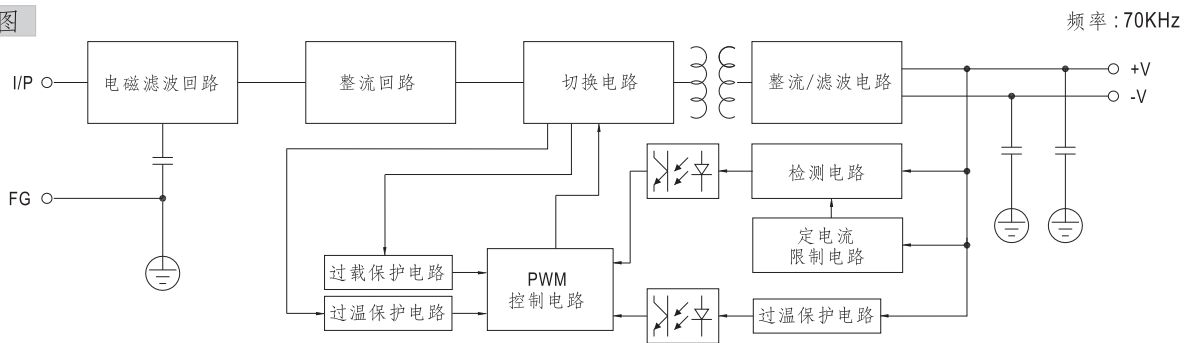 图
频率 : 70KHz
I/P
电磁滤波回路
整流回路
切换电路
整流/滤波电路
+V
-V
FG
检测电路
定电流
限制电路
过载保护电路
过温保护电路
PWM
控制电路
过温保护电路